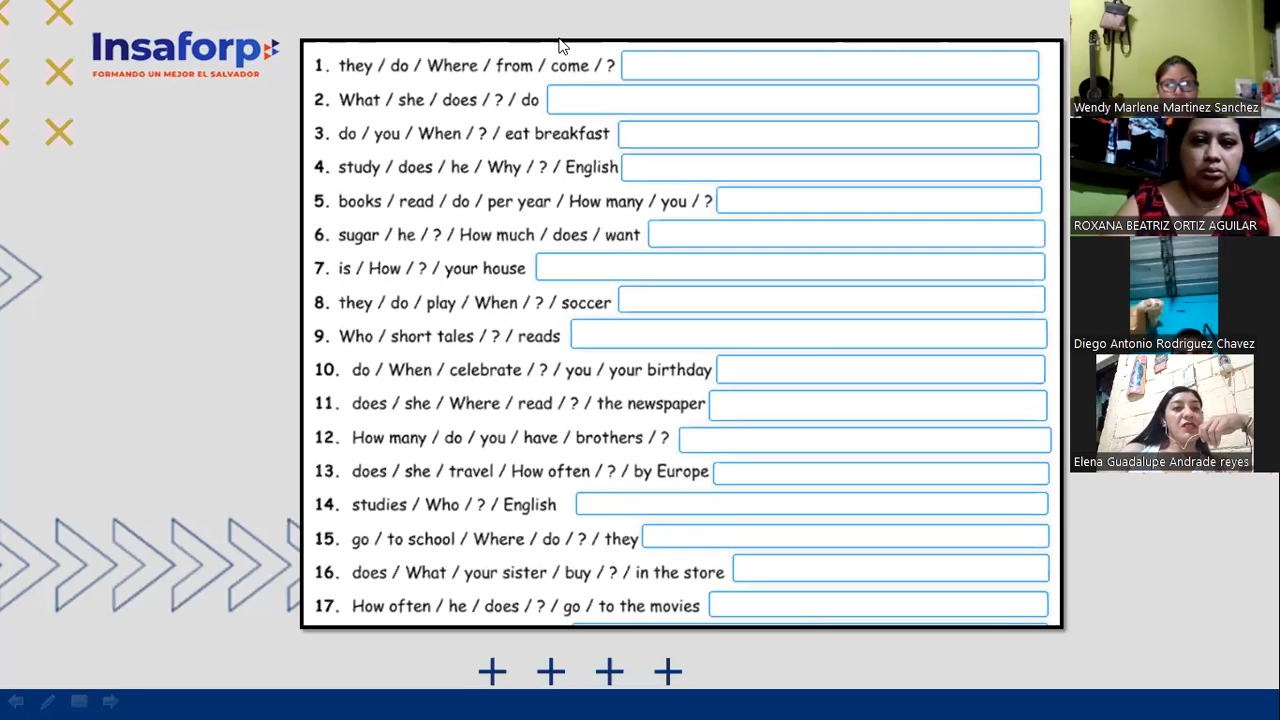 Insaforp
FORMANDO UN MEJOR EL SALVADOR
1. they / do / Where / from / come / ?
2. What / she / does / ? / do
3. do / you / When / ? / eat breakfast
4. study / does / he / Why / ? / English
5. books / read / do / per year / How many / you / ?
6. sugar / he / ? / How much / does / want
7. is / How / ? / your house
8. they / do / play / When / ? / soccer
9. Who / short tales / ? / reads
10. do / When / celebrate / ? / you / your birthday
11. does / she / Where / read / ? / the newspaper
12. How many / do / you / have / brothers / ?
13. does / she / travel / How often / ? / by Europe
14. studies / Who / ? / English
15. go / to school / Where / do / ? / they
16. does / What / your sister / buy / ? / in the store
17. How often / he / does / ? / go / to the movies
Wendy Marlene Martinez Sanchez
ROXANA BEATRIZ ORTIZ AGUILAR
Diego Antonio Rodriguez Chavez
Elena Guadalupe Andrade reyes